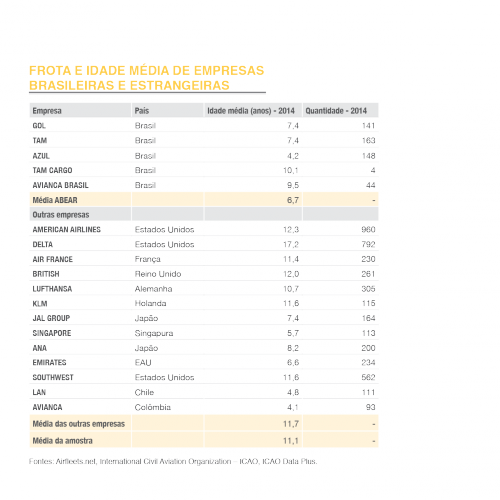 FROTA E IDADE MÉDIA DE EMPRESAS
BRASILEIRAS E ESTRANGEIRAS
Empresa País Idade média (anos) - 2014 Quantidade - 2014
GOL Brasil 7,4 141
TAM Brasil 7,4 163
AZUL Brasil 4,2 148
TAM CARGO Brasil 10,1 4
AVIANCA BRASIL Brasil 9,5 44
Média ABEAR 6,7 -
Outras empresas
AMERICAN AIRLINES Estados Unidos 12,3 960
DELTA Estados Unidos 17,2 792
AIR FRANCE França 11,4 230
BRITISH Reino Unido 12,0 261
LUFTHANSA Alemanha 10,7 305
KLM Holanda 11,6 115
JAL GROUP Japão 7,4 164
SINGAPORE Singapura 5,7 113
ANA Japão 8,2 200
EMIRATES EAU 6,6 234
SOUTHWEST Estados Unidos 11,6 562
LAN Chile 4,8 111
AVIANCA Colômbia 4,1 93
Média das outras empresas 11,7 -
Média da amostra 11,1 -
Fontes: Airfleets.net, International Civil Aviation Organization – ICAO, ICAO Data Plus.